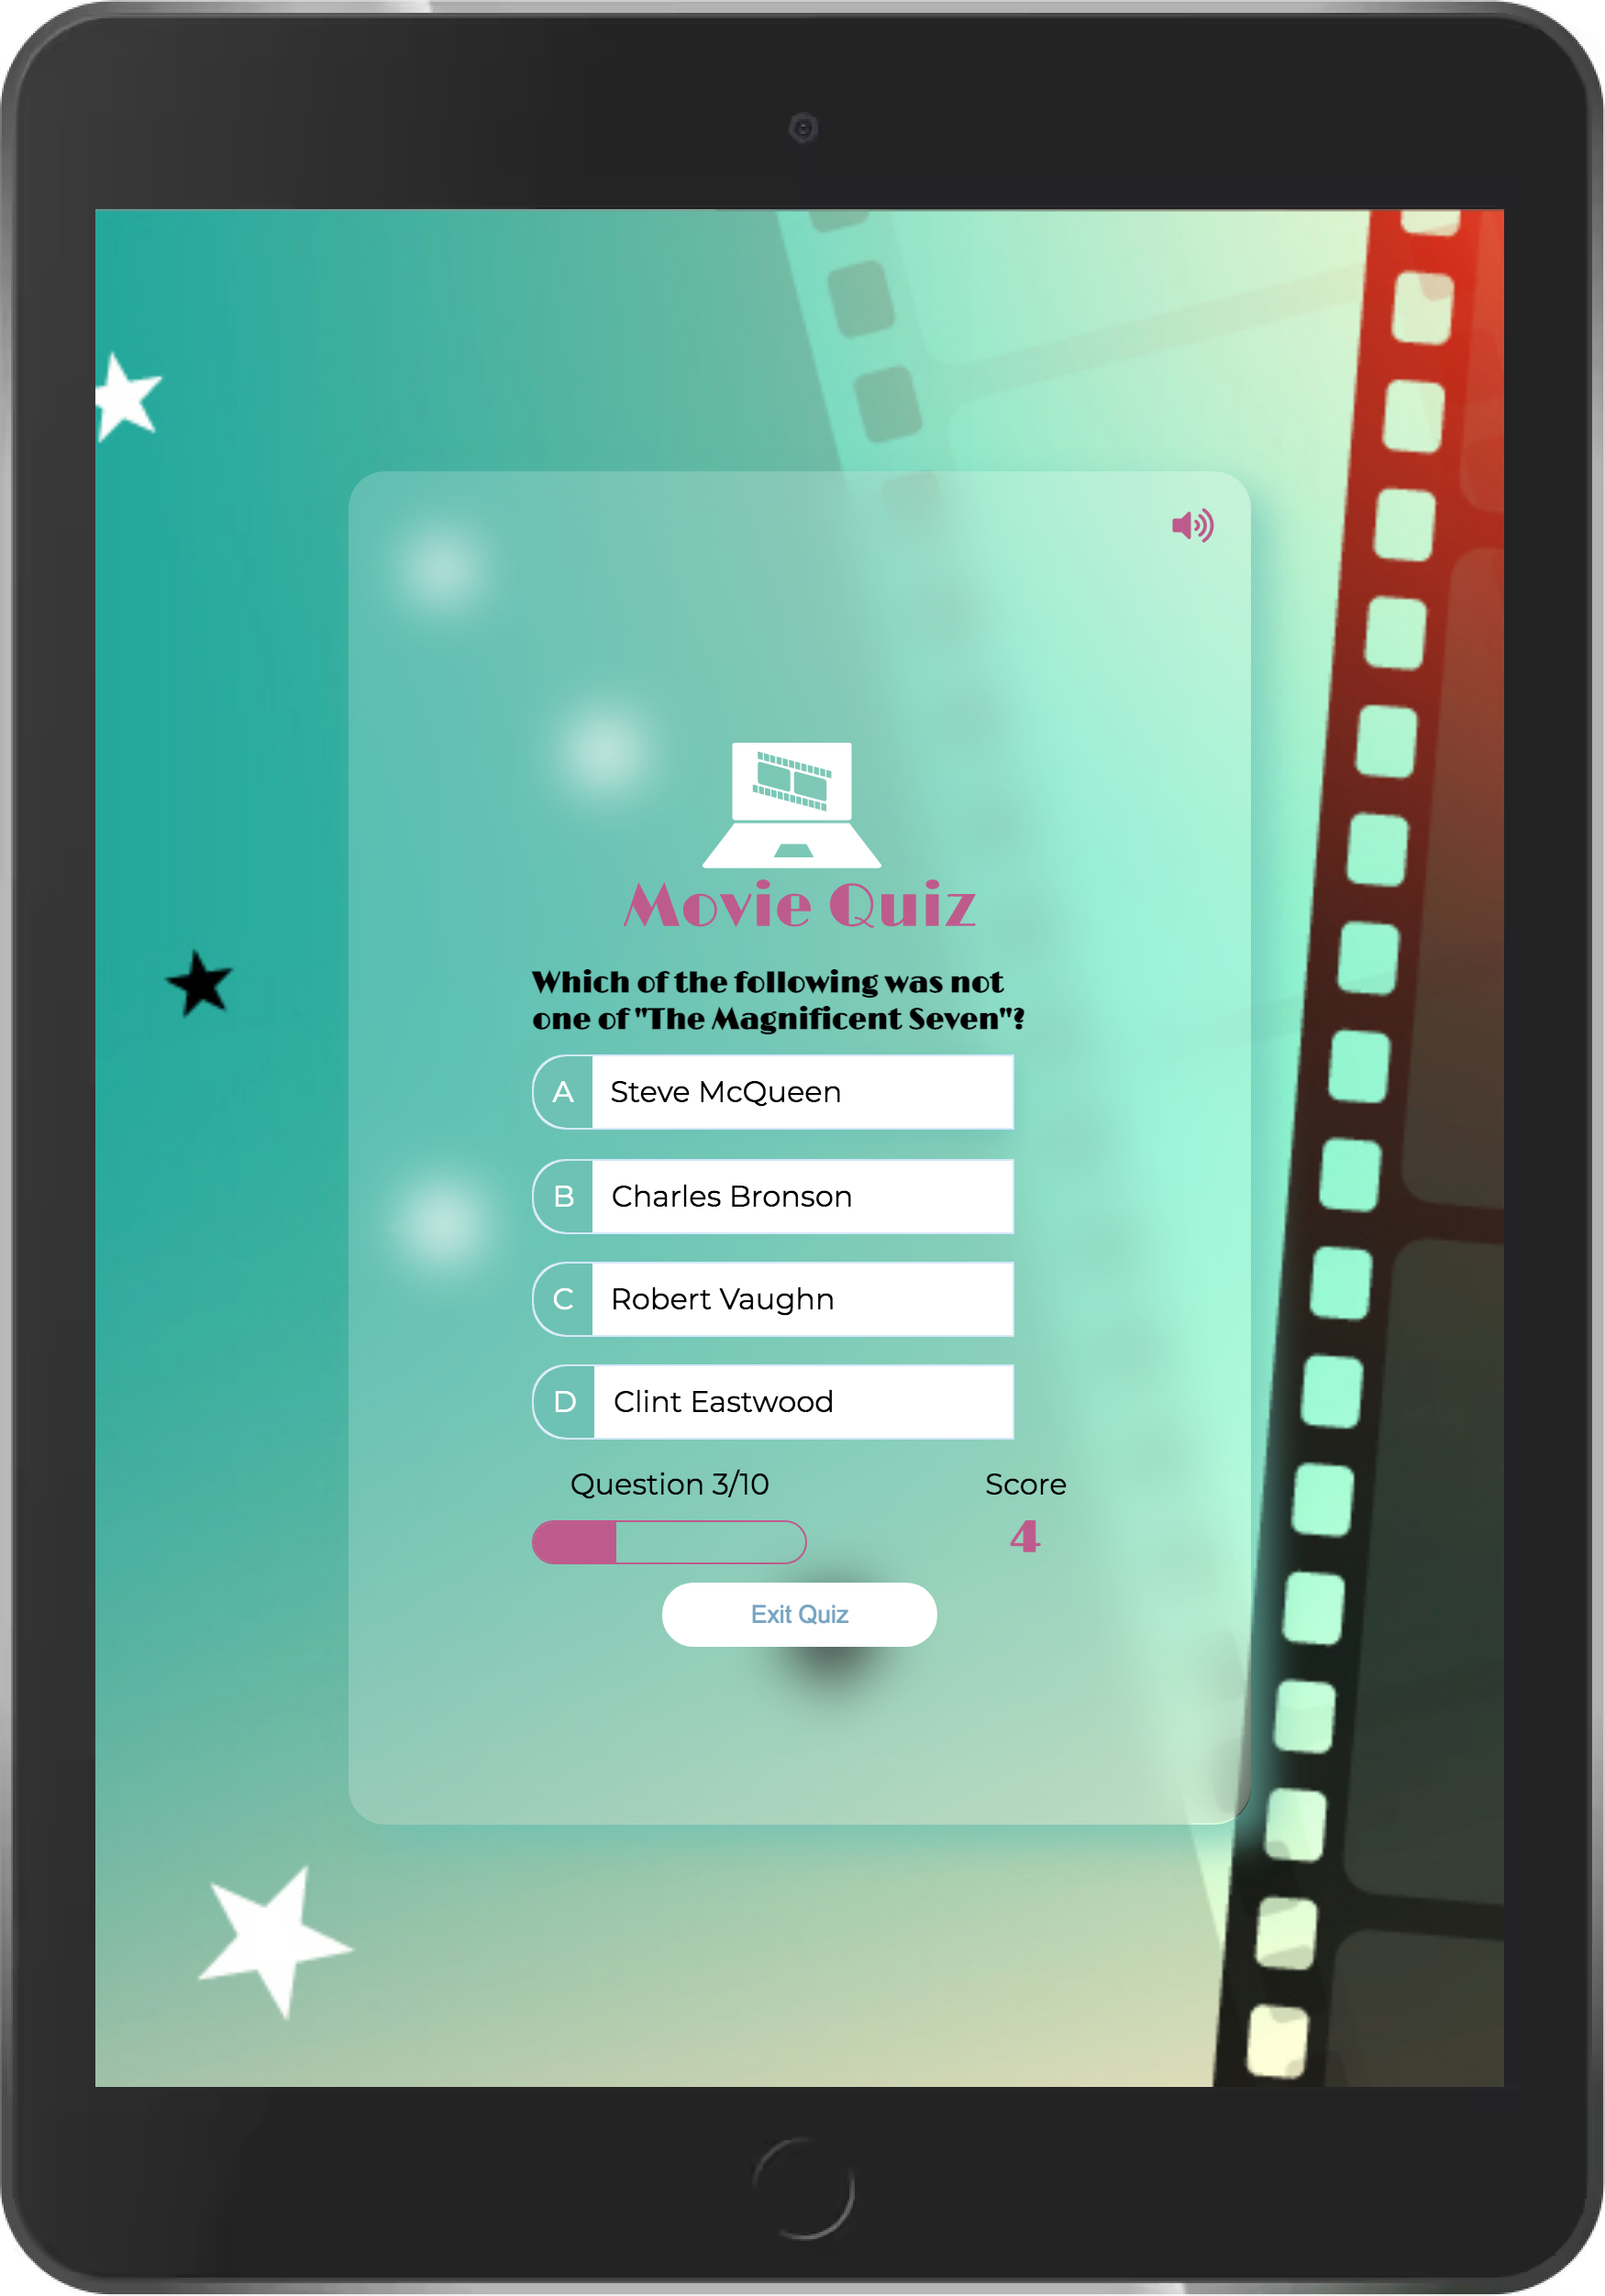 Movie Quiz
Which of the following was not
one of "The Magnificent Seven"?
A Steve McQueen
B Charles Bronson
C Robert Vaughn
D Clint Eastwood
Question 3/10 Score
4
Exit Quiz